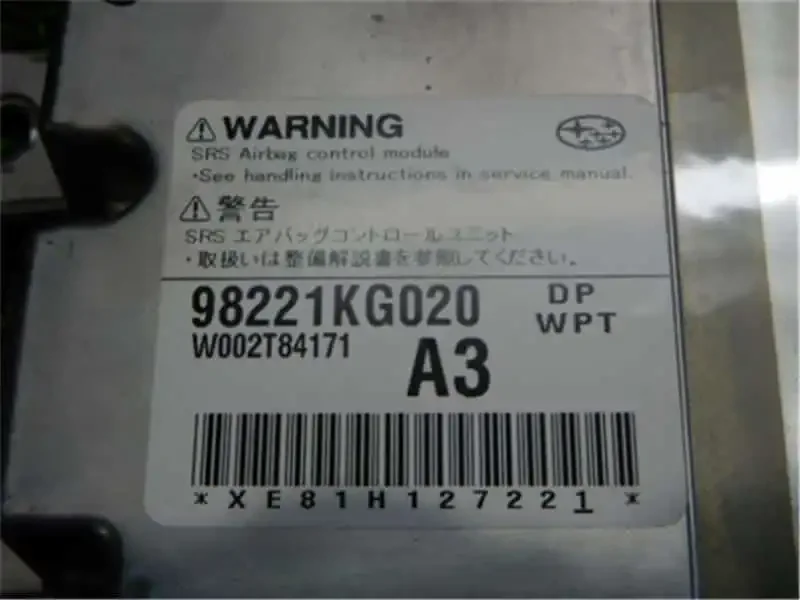 ⚠ WARNING
SRS Airbag control module
・See handling instructions in service manual.
⚠ 警告
SRS エアバッグコントロールユニット
・取扱いは整備解説書を参照してください。
98221KG020
DP
WPT
W002T84171
A3
*XE81H127221*